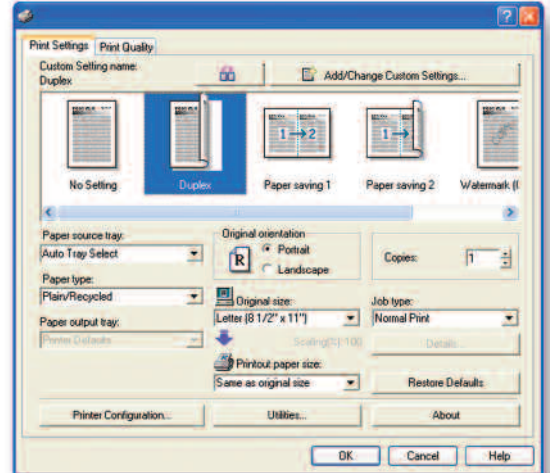 Print Settings Print Quality
Custom Setting name:
Duplex
Add/Change Custom Settings...
1 2
1
No Setting Duplex Paper saving 1 Paper saving 2 Watermark
Paper source tray:
Auto Tray Select
Original orientation
R
Portrait
Landscape
Copies: 1
Paper type:
Plain/Recycled
Original size:
Letter (8 1/2" x 11")
Job type:
Normal Print
Paper output tray:
Printer Defaults
Scaling(%): 100
Details...
Printout paper size:
Same as original size
Restore Defaults
Printer Configuration... Utilities... About
OK Cancel Help